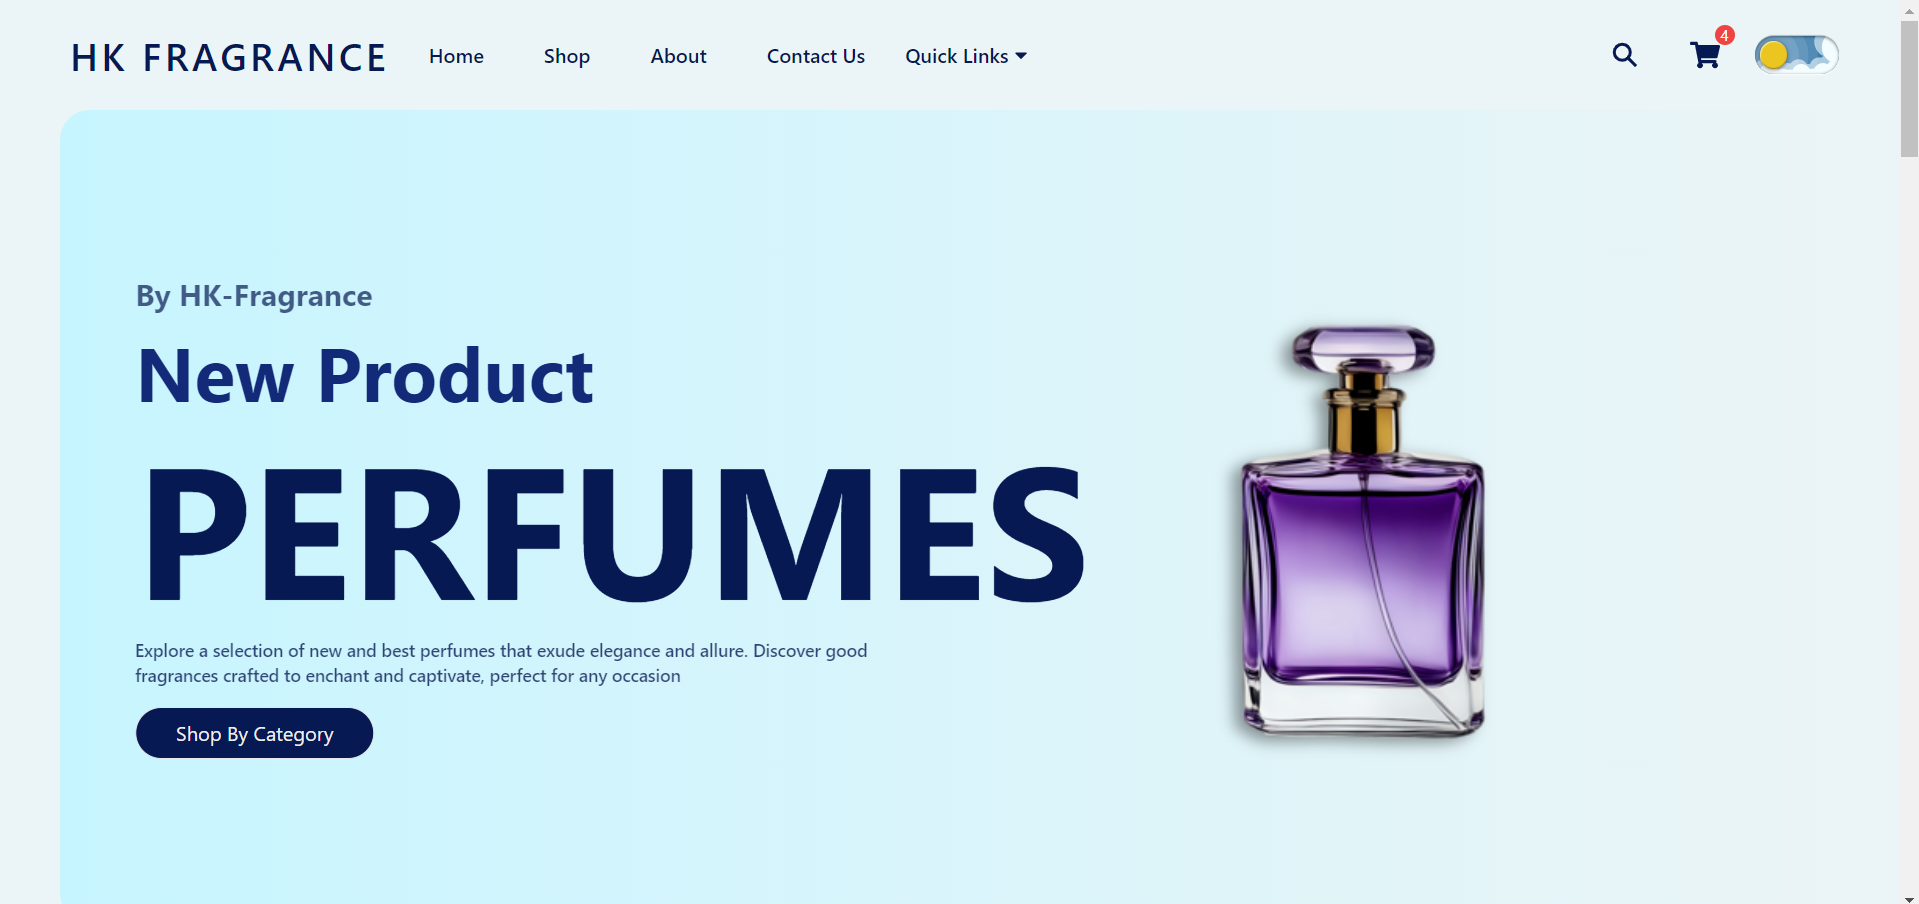 HK FRAGRANCE
Home
Shop
About
Contact Us
Quick Links
4
By HK-Fragrance
New Product
PERFUMES
Explore a selection of new and best perfumes that exude elegance and allure. Discover good
fragrances crafted to enchant and captivate, perfect for any occasion
Shop By Category